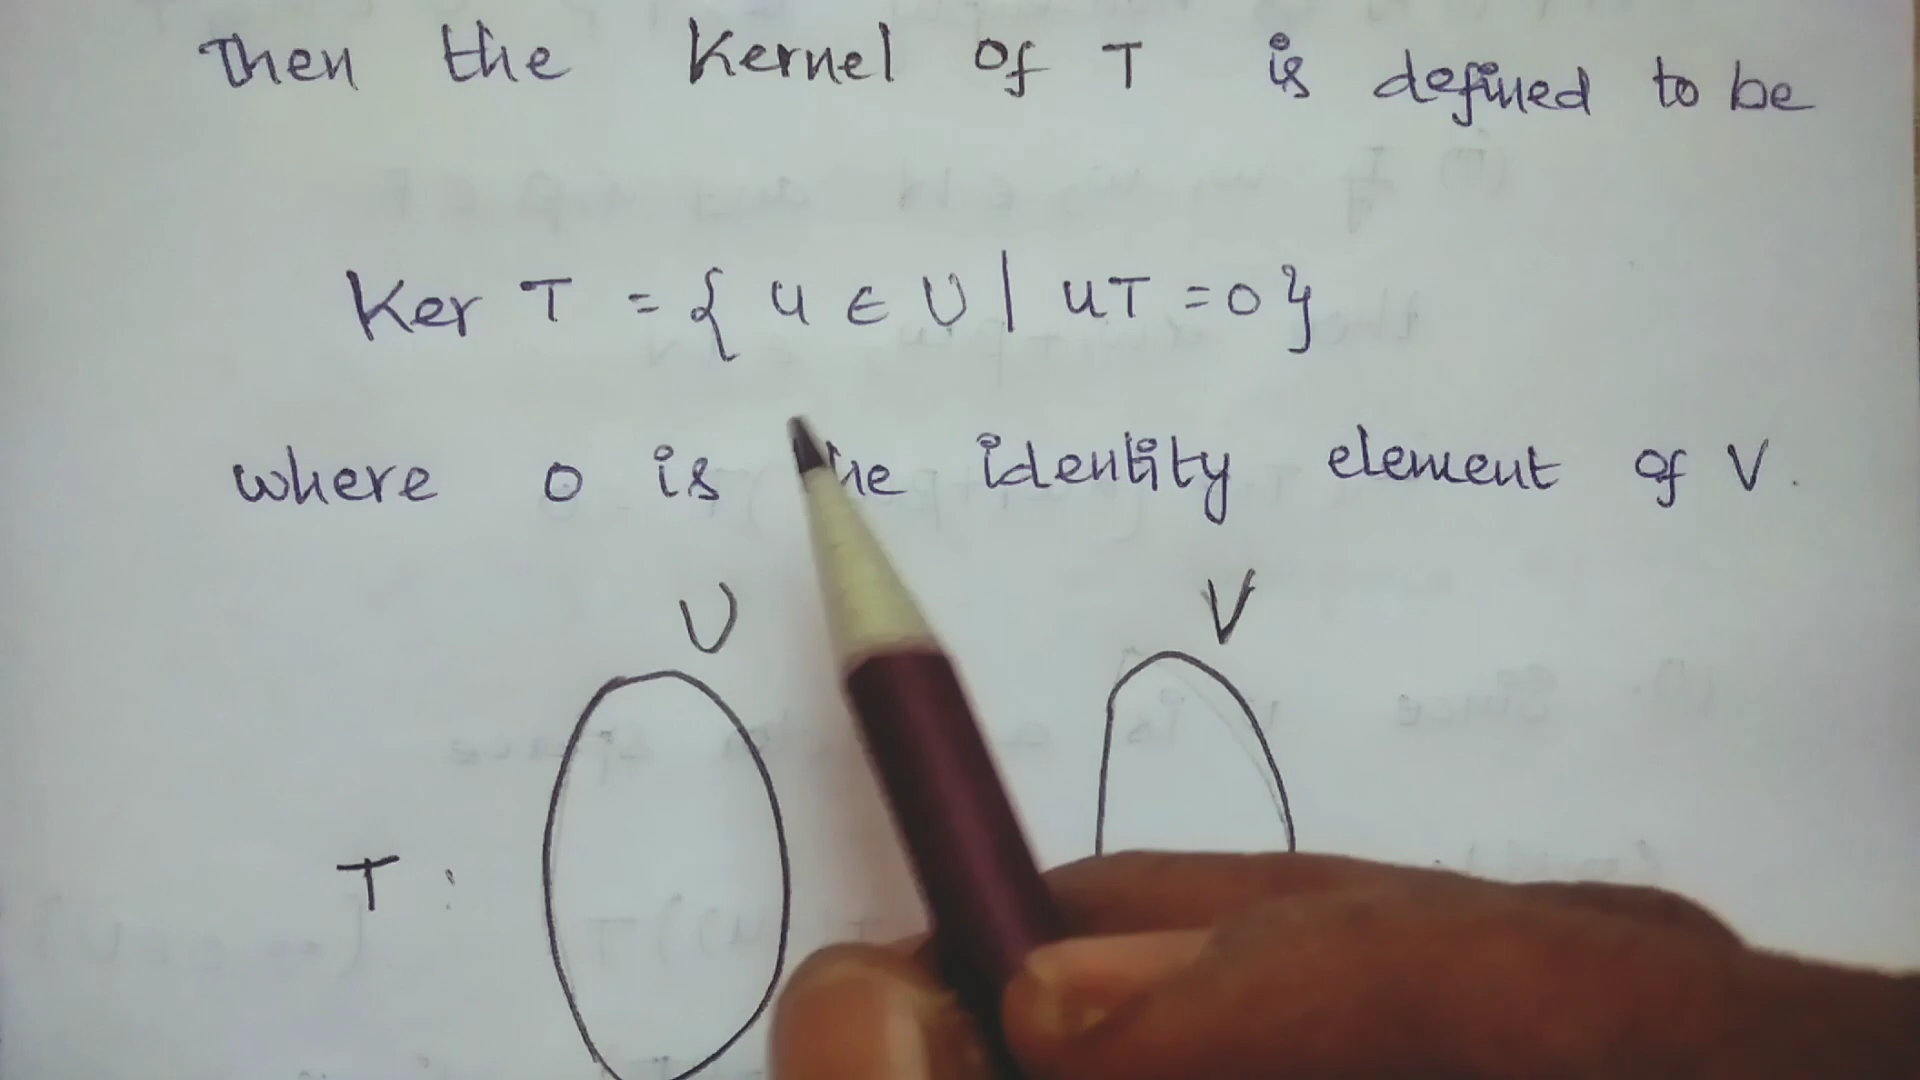 Then the Kernel of T is defined to be
Ker T = { u ∈ U | uT = 0 }
where 0 is the identity element of V.
U V
T :